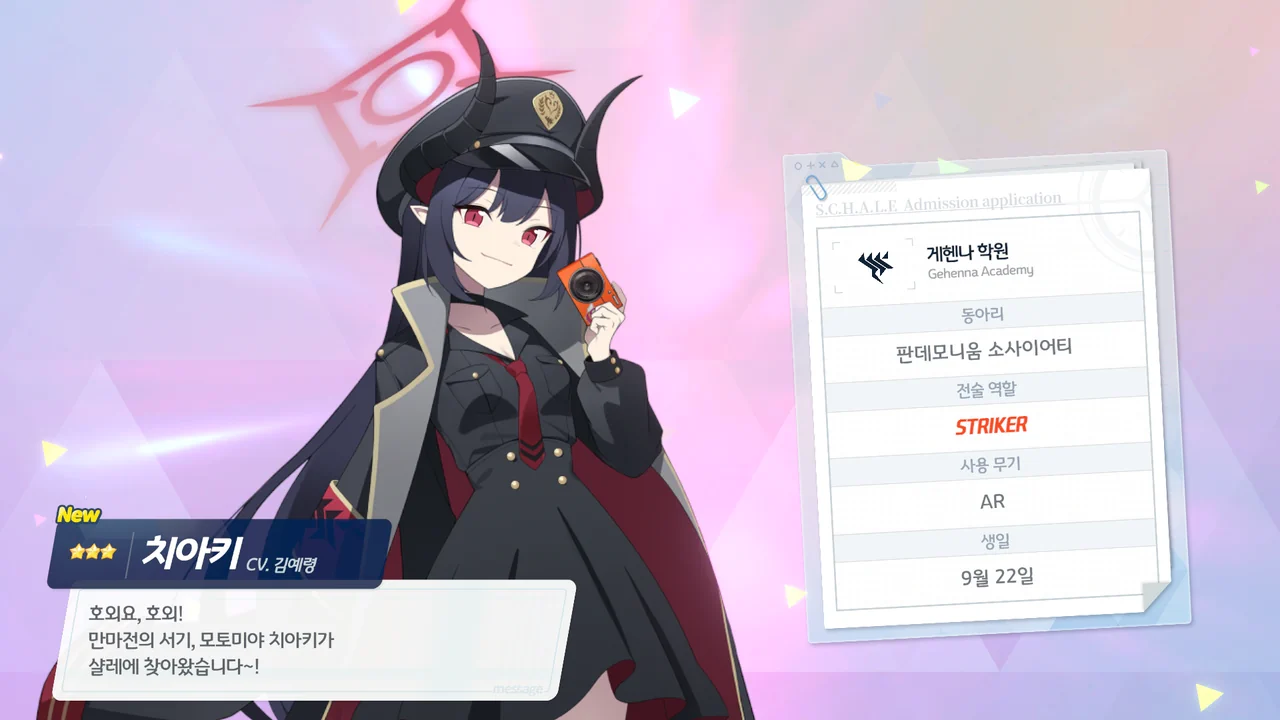 S.C.H.A.L.E Admission application
게헨나 학원
Gehenna Academy
동아리
판데모니움 소사이어티
전술 역할
STRIKER
사용 무기
AR
생일
9월 22일
New
치아키 CV. 김예령
호외요, 호외!
만마전의 서기, 모토미야 치아키가
샬레에 찾아왔습니다~!
message